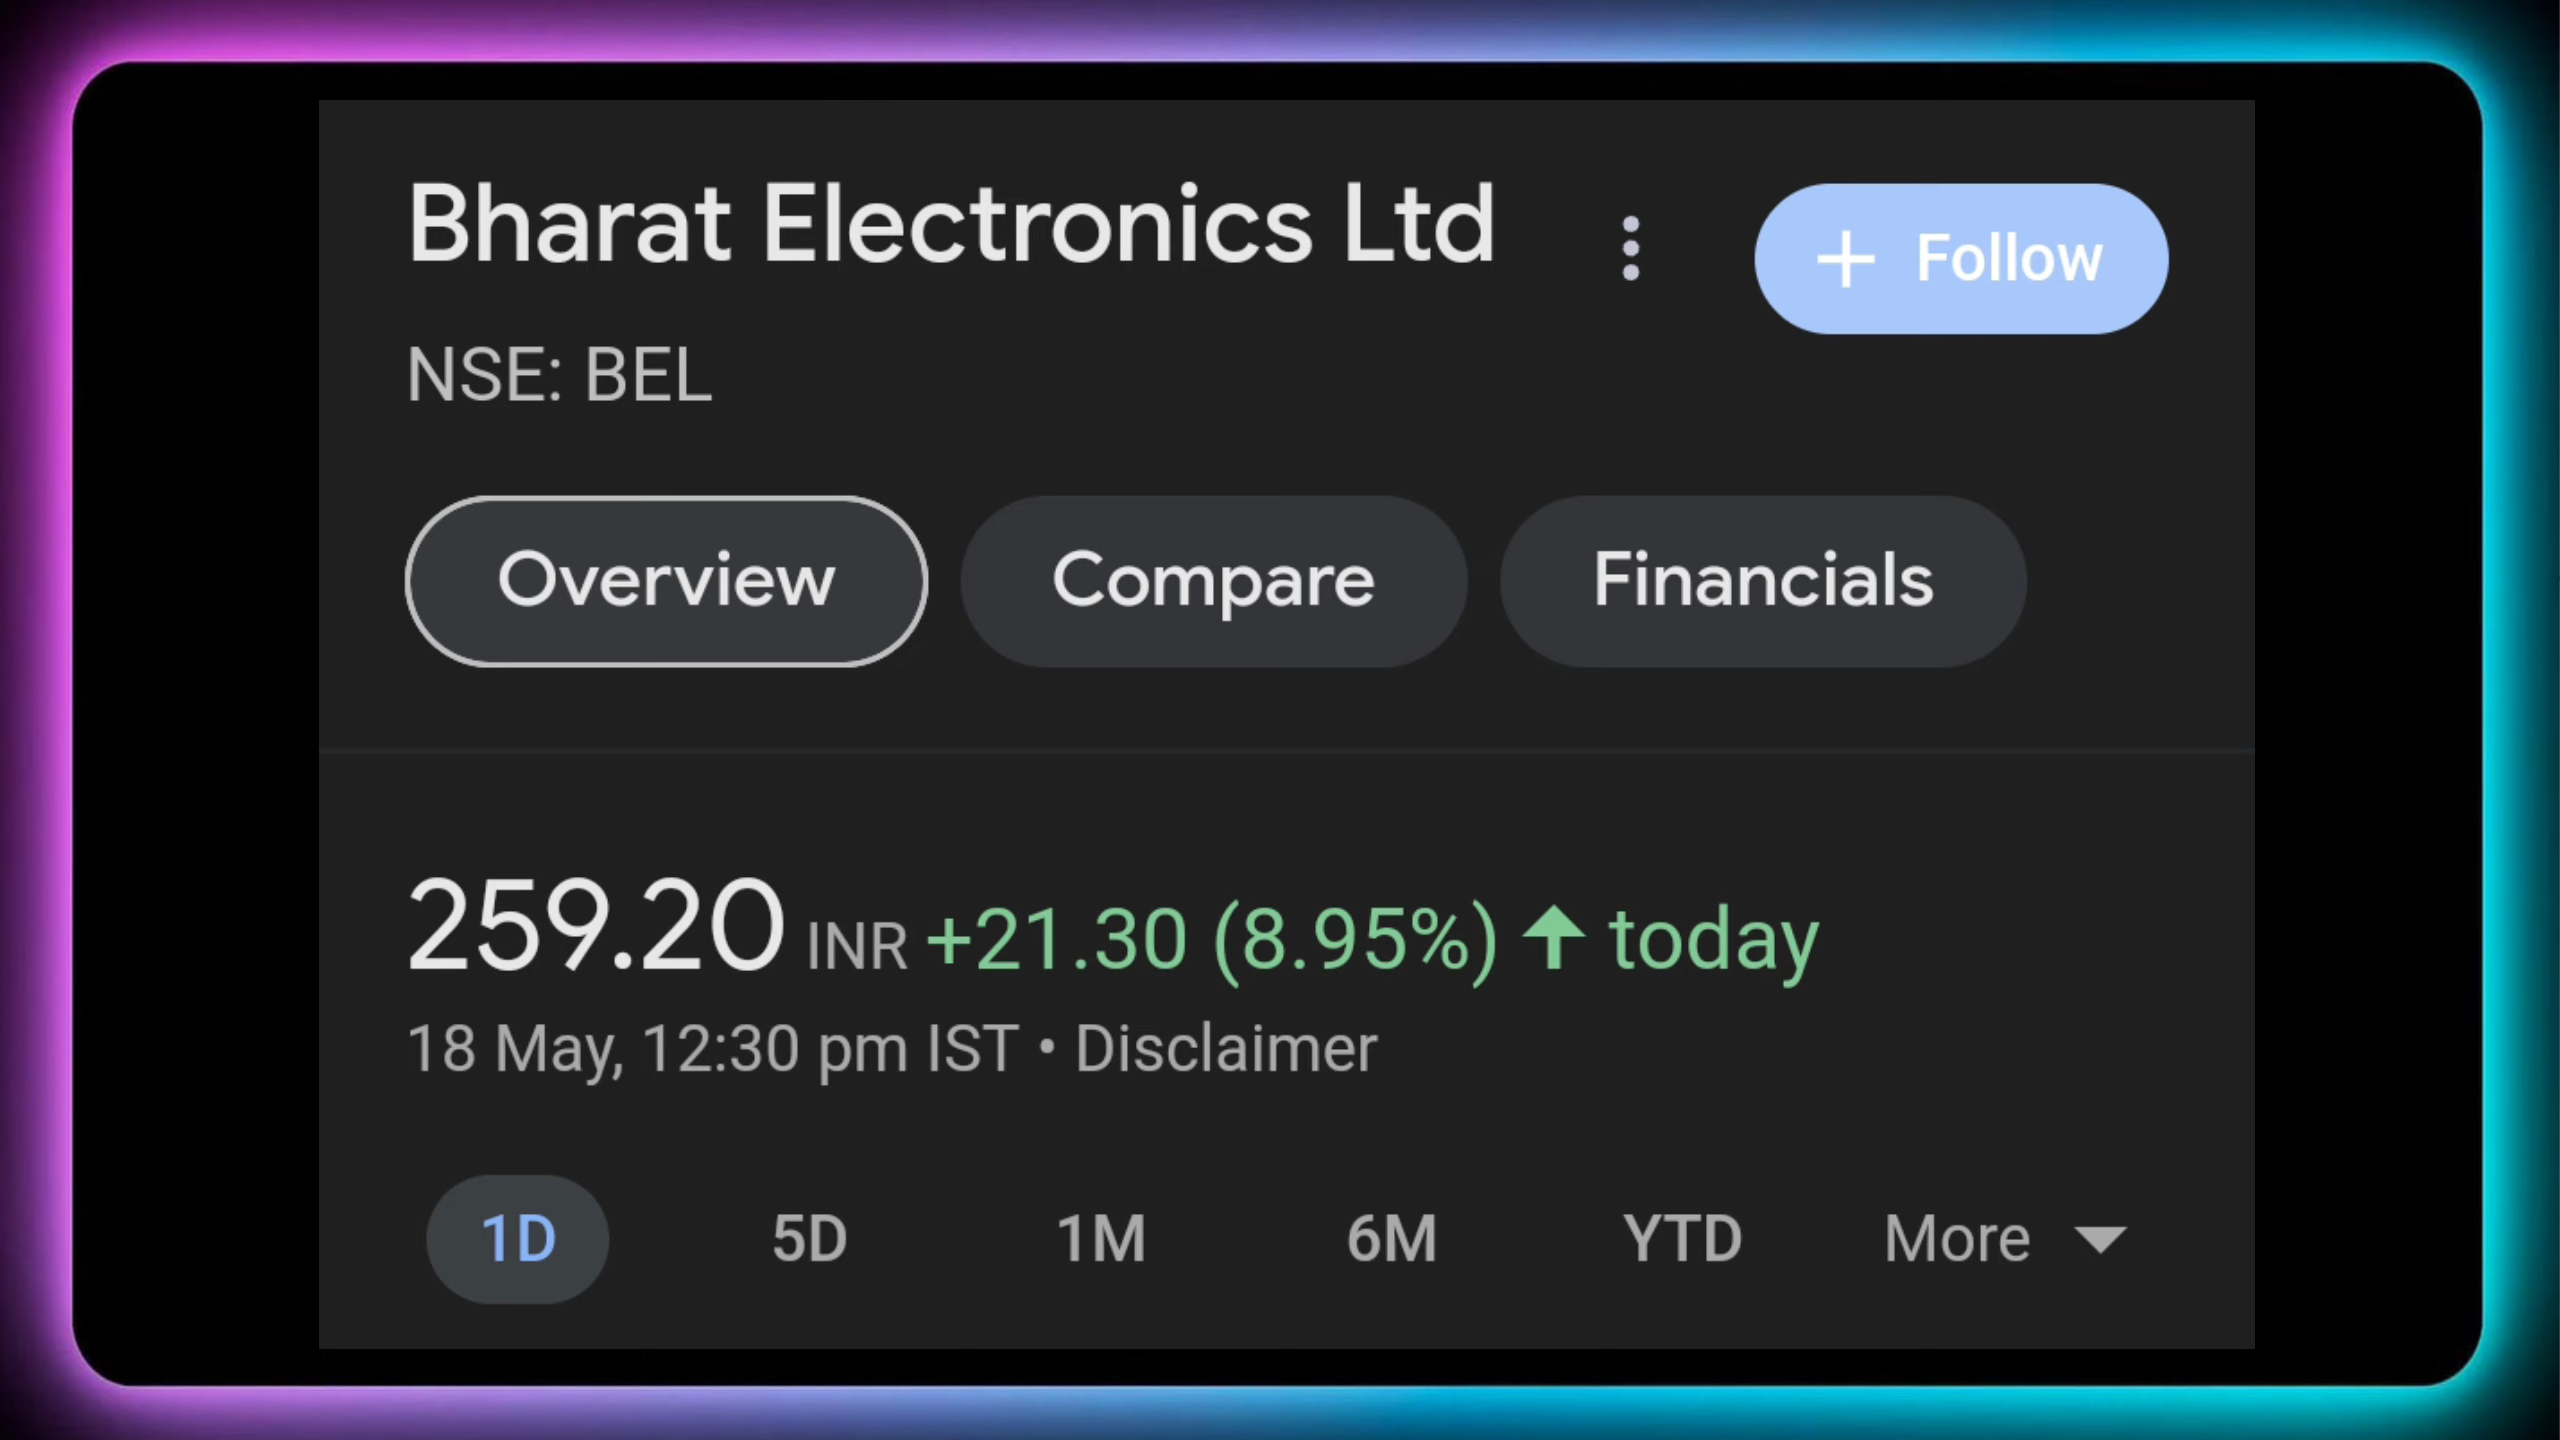 Bharat Electronics Ltd
+ Follow
NSE: BEL
Overview Compare Financials
259.20 INR +21.30 (8.95%) ↑ today
18 May, 12:30 pm IST • Disclaimer
1D 5D 1M 6M YTD More